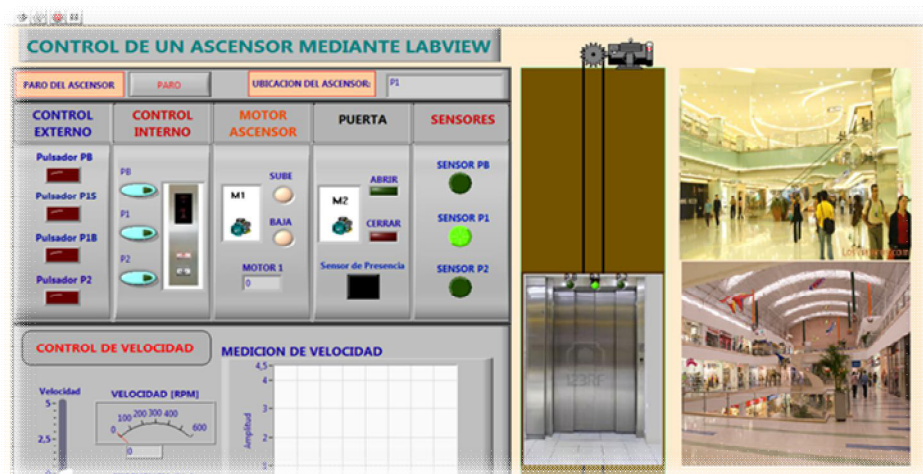 CONTROL DE UN ASCENSOR MEDIANTE LABVIEW
PARO DEL ASCENSOR
PARO
UBICACION DEL ASCENSOR:
P1
CONTROL EXTERNO
CONTROL INTERNO
MOTOR ASCENSOR
PUERTA
SENSORES
Pulsador PB
Pulsador P1S
Pulsador P1B
Pulsador P2
PB
P1
P2
M1
SUBE
BAJA
MOTOR 1
0
M2
ABRIR
CERRAR
Sensor de Presencia
SENSOR PB
SENSOR P1
SENSOR P2
CONTROL DE VELOCIDAD
Velocidad
5-
2.5-
VELOCIDAD (RPM)
0 100 200 300 400 600
0
MEDICION DE VELOCIDAD
4,5-
4-
3-
2-
1-
Amplitud
123RF